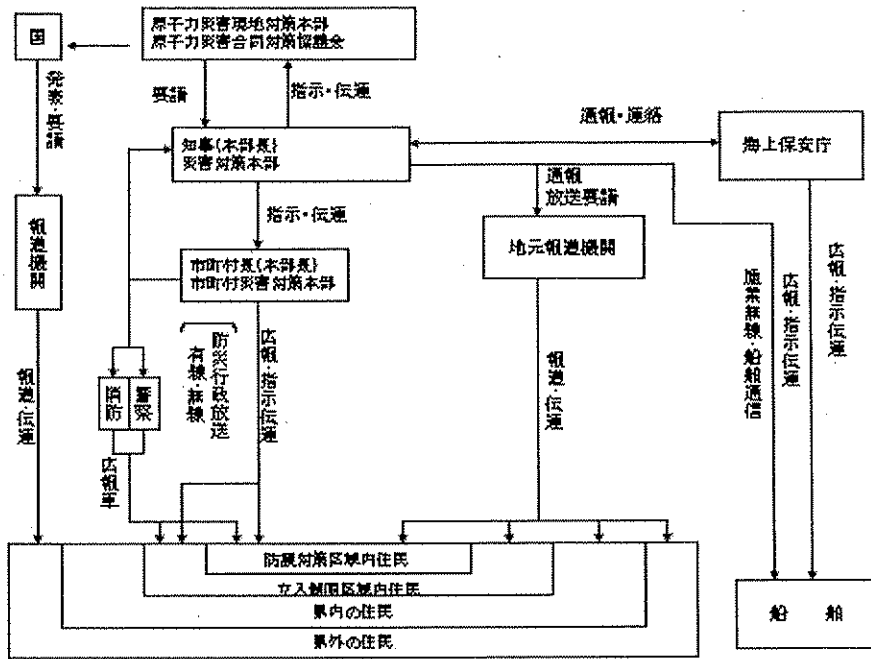 国
原子力災害現地対策本部
原子力災害合同対策協議会
発表・要請
要請
指示・伝達
通報・連絡
知事(本部長)
災害対策本部
海上保安庁
報道機関
指示・伝達
通報
放送要請
地元報道機関
市町村長(本部長)
市町村災害対策本部
漁業無線・船舶通信
広報・指示伝達
広報・指示伝達
防災行政放送
有線・無線
広報・指示伝達
報道・伝達
消防
警察
報道・伝達
広報車
防護対策区域内住民
立入制限区域内住民
県内の住民
県外の住民
船舶